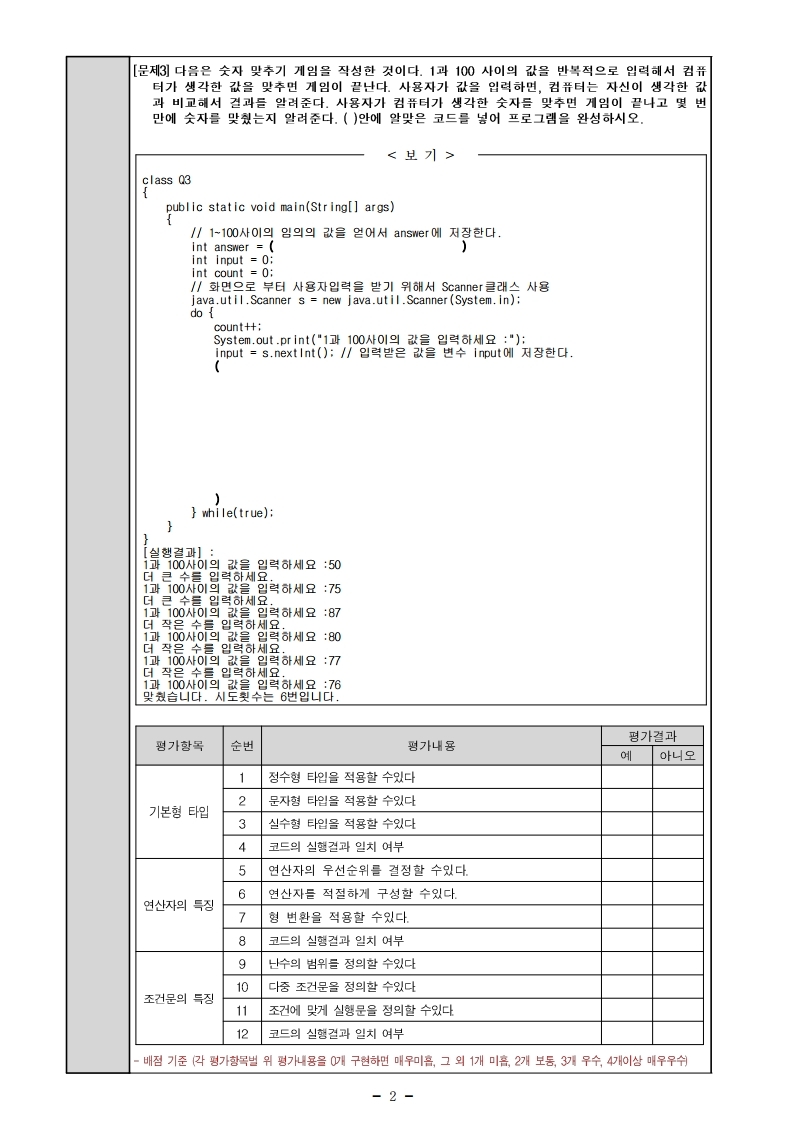 [문제3] 다음은 숫자 맞추기 게임을 작성한 것이다. 1과 100 사이의 값을 반복적으로 입력해서 컴퓨
터가 생각한 값을 맞추면 게임이 끝난다. 사용자가 값을 입력하면, 컴퓨터는 자신이 생각한 값
과 비교해서 결과를 알려준다. 사용자가 컴퓨터가 생각한 숫자를 맞추면 게임이 끝나고 몇 번
만에 숫자를 맞췄는지 알려준다. ( )안에 알맞은 코드를 넣어 프로그램을 완성하시오.
< 보 기 >
class Q3
{
public static void main(String[] args)
{
// 1~100사이의 임의의 값을 얻어서 answer에 저장한다.
int answer = ( )
int input = 0;
int count = 0;
// 화면으로 부터 사용자입력을 받기 위해서 Scanner클래스 사용
java.util.Scanner s = new java.util.Scanner(System.in);
do {
count++;
System.out.print("1과 100사이의 값을 입력하세요 :");
input = s.nextInt(); // 입력받은 값을 변수 input에 저장한다.
(
)
} while(true);
}
}
[실행결과] :
1과 100사이의 값을 입력하세요 :50
더 큰 수를 입력하세요.
1과 100사이의 값을 입력하세요 :75
더 큰 수를 입력하세요.
1과 100사이의 값을 입력하세요 :87
더 작은 수를 입력하세요.
1과 100사이의 값을 입력하세요 :80
더 작은 수를 입력하세요.
1과 100사이의 값을 입력하세요 :77
더 작은 수를 입력하세요.
1과 100사이의 값을 입력하세요 :76
맞췄습니다. 시도횟수는 6번입니다.
평가항목 순번 평가내용 평가결과
예 아니오
기본형 타입
1 정수형 타입을 적용할 수있다
2 문자형 타입을 적용할 수있다
3 실수형 타입을 적용할 수있다
4 코드의 실행결과 일치 여부
연산자의 특징
5 연산자의 우선순위를 결정할 수있다.
6 연산자를 적절하게 구성할 수있다.
7 형 변환을 적용할 수있다.
8 코드의 실행결과 일치 여부
조건문의 특징
9 난수의 범위를 정의할 수있다
10 다중 조건문을 정의할 수있다
11 조건에 맞게 실행문을 정의할 수있다
12 코드의 실행결과 일치 여부
- 배점 기준 (각 평가항목별 위 평가내용을 0개 구현하면 매우미흡, 그 외 1개 미흡, 2개 보통, 3개 우수, 4개이상 매우우수)
- 2 -